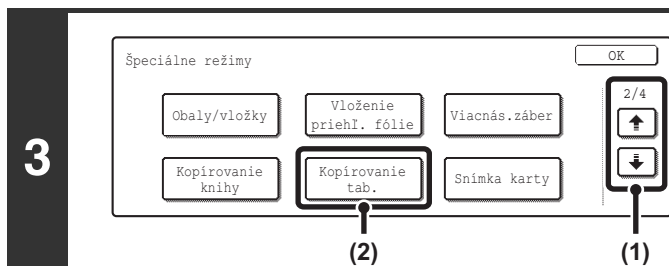 3
Špeciálne režimy
OK
2/4
Obaly/vložky
Vloženie
priehľ. fólie
Viacnás.záber
Kopírovanie
knihy
Kopírovanie
tab.
Snímka karty
(2)
(1)